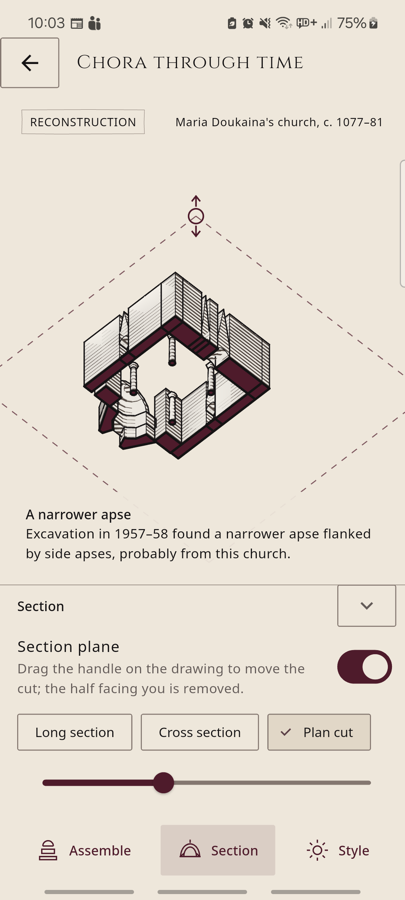 10:03
75%
Chora through time
RECONSTRUCTION
Maria Doukaina's church, c. 1077–81
A narrower apse
Excavation in 1957–58 found a narrower apse flanked
by side apses, probably from this church.
Section
Section plane
Drag the handle on the drawing to move the
cut; the half facing you is removed.
Long section
Cross section
Plan cut
Assemble
Section
Style